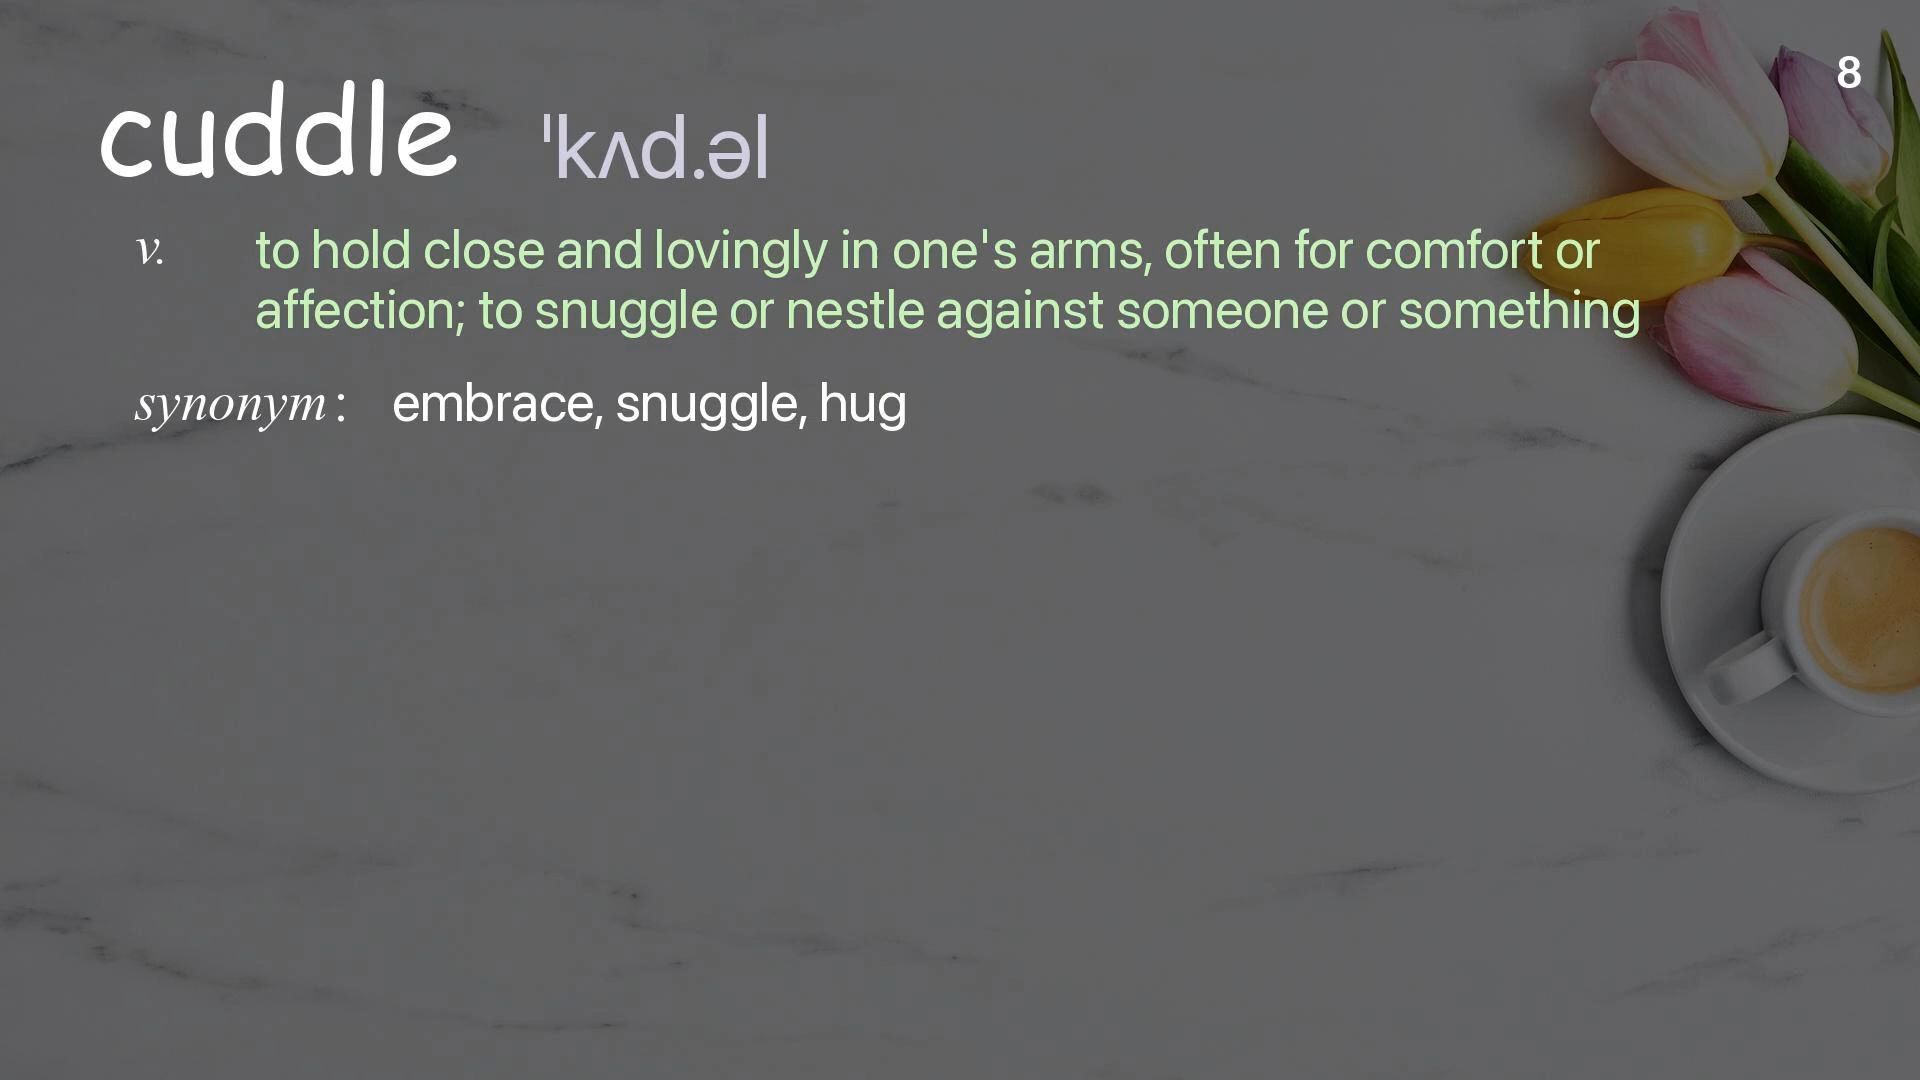 8
cuddle ˈkʌd.əl
v. to hold close and lovingly in one's arms, often for comfort or
affection; to snuggle or nestle against someone or something
synonym : embrace, snuggle, hug